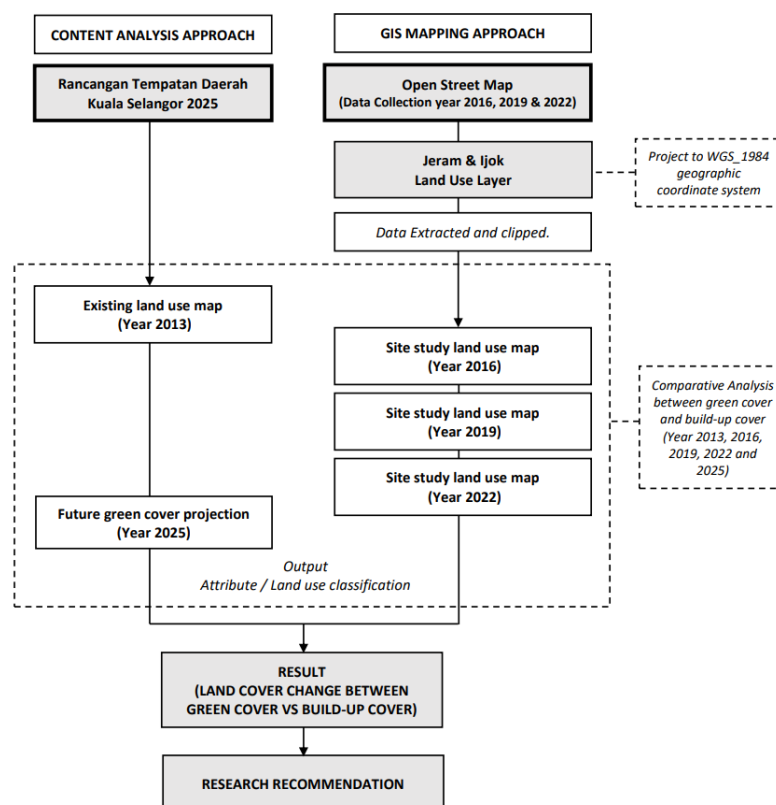 CONTENT ANALYSIS APPROACH
GIS MAPPING APPROACH
Rancangan Tempatan Daerah
Kuala Selangor 2025
Open Street Map
(Data Collection year 2016, 2019 & 2022)
Jeram & Ijok
Land Use Layer
Project to WGS_1984
geographic
coordinate system
Data Extracted and clipped.
Existing land use map
(Year 2013)
Site study land use map
(Year 2016)
Site study land use map
(Year 2019)
Site study land use map
(Year 2022)
Comparative Analysis
between green cover
and build-up cover
(Year 2013, 2016,
2019, 2022 and
2025)
Future green cover projection
(Year 2025)
Output
Attribute / Land use classification
RESULT
(LAND COVER CHANGE BETWEEN
GREEN COVER VS BUILD-UP COVER)
RESEARCH RECOMMENDATION